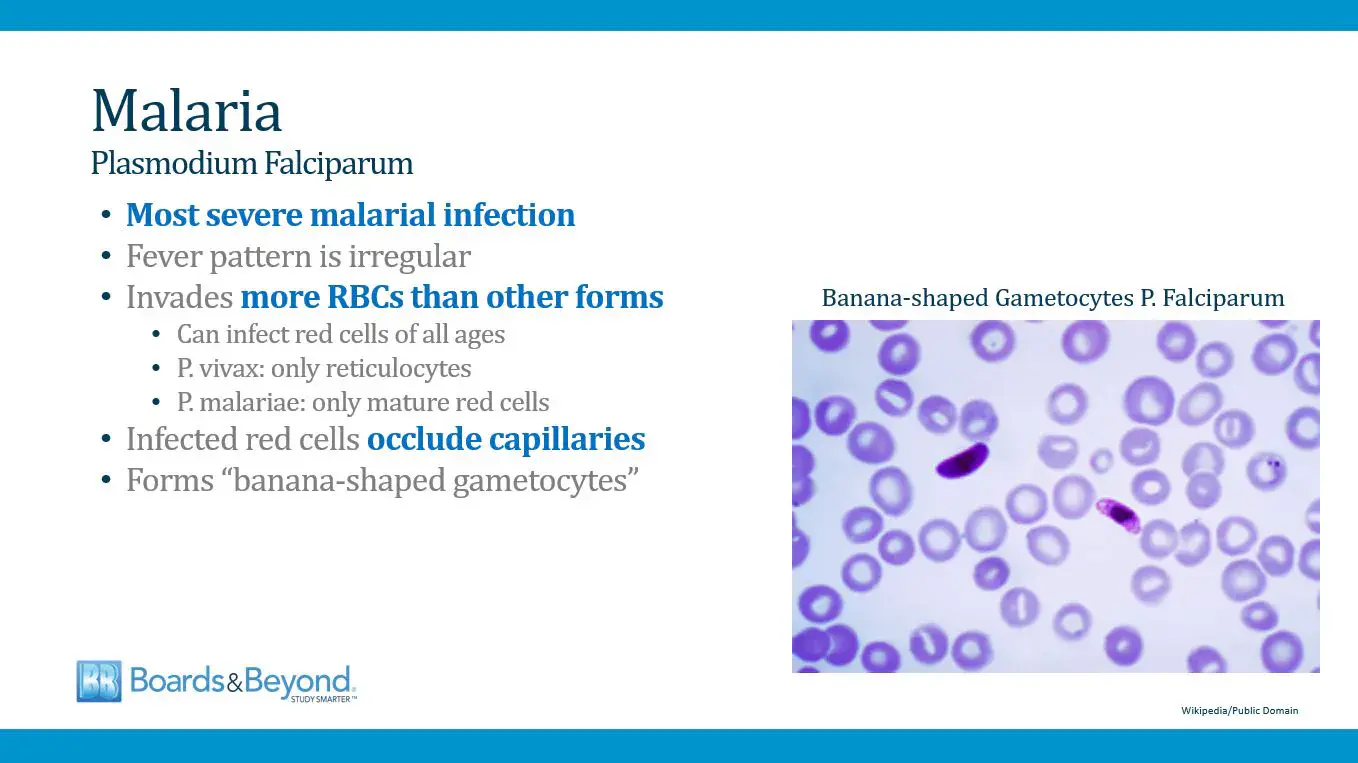 Malaria
Plasmodium Falciparum
• Most severe malarial infection
• Fever pattern is irregular
• Invades more RBCs than other forms
• Can infect red cells of all ages
• P. vivax: only reticulocytes
• P. malariae: only mature red cells
• Infected red cells occlude capillaries
• Forms “banana-shaped gametocytes”
Banana-shaped Gametocytes P. Falciparum
BB Boards&Beyond®
STUDY SMARTER™
Wikipedia/Public Domain